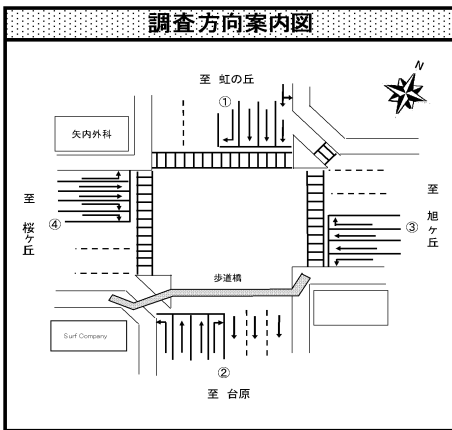 調査方向案内図
N
至 虹の丘
①
矢内外科
至 桜ヶ丘
④
至 旭ヶ丘
③
歩道橋
Surf Company
②
至 台原